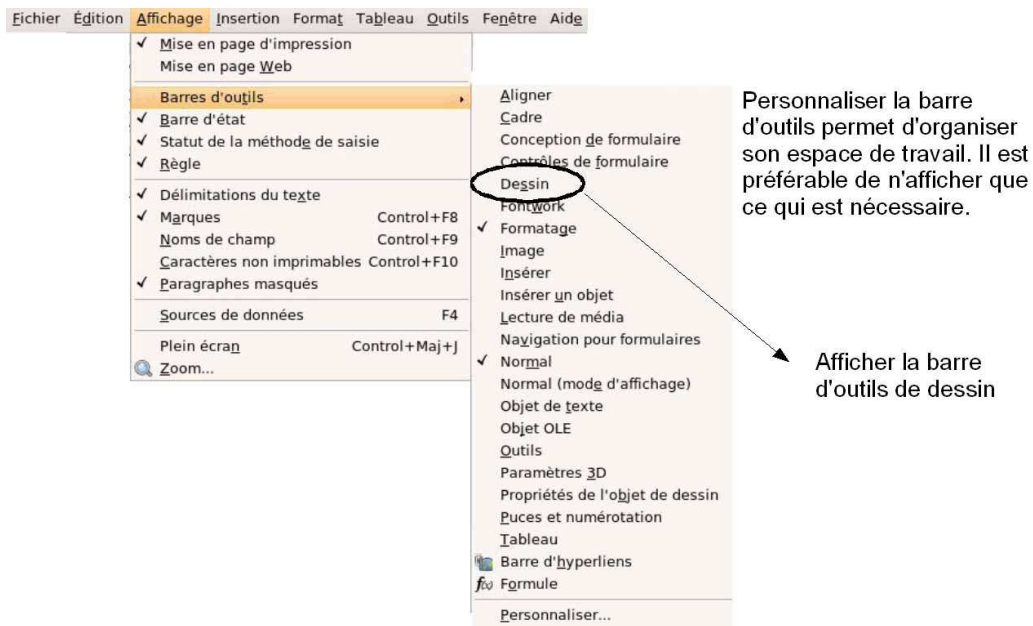 Fichier Édition Affichage Insertion Format Tableau Outils Fenêtre Aide
Mise en page d'impression
Mise en page Web
Barres d'outils
Barre d'état
Statut de la méthode de saisie
Règle
Délimitations du texte
Marques Control+F8
Noms de champ Control+F9
Caractères non imprimables Control+F10
Paragraphes masqués
Sources de données F4
Plein écran Control+Maj+J
Zoom...
Aligner
Cadre
Conception de formulaire
Contrôles de formulaire
Dessin
Fontwork
Formatage
Image
Insérer
Insérer un objet
Lecture de média
Navigation pour formulaires
Normal
Normal (mode d'affichage)
Objet de texte
Objet OLE
Outils
Paramètres 3D
Propriétés de l'objet de dessin
Puces et numérotation
Tableau
Barre d'hyperliens
f(x) Formule
Personnaliser...
Personnaliser la barre
d'outils permet d'organiser
son espace de travail. Il est
préférable de n'afficher que
ce qui est nécessaire.
Afficher la barre
d'outils de dessin